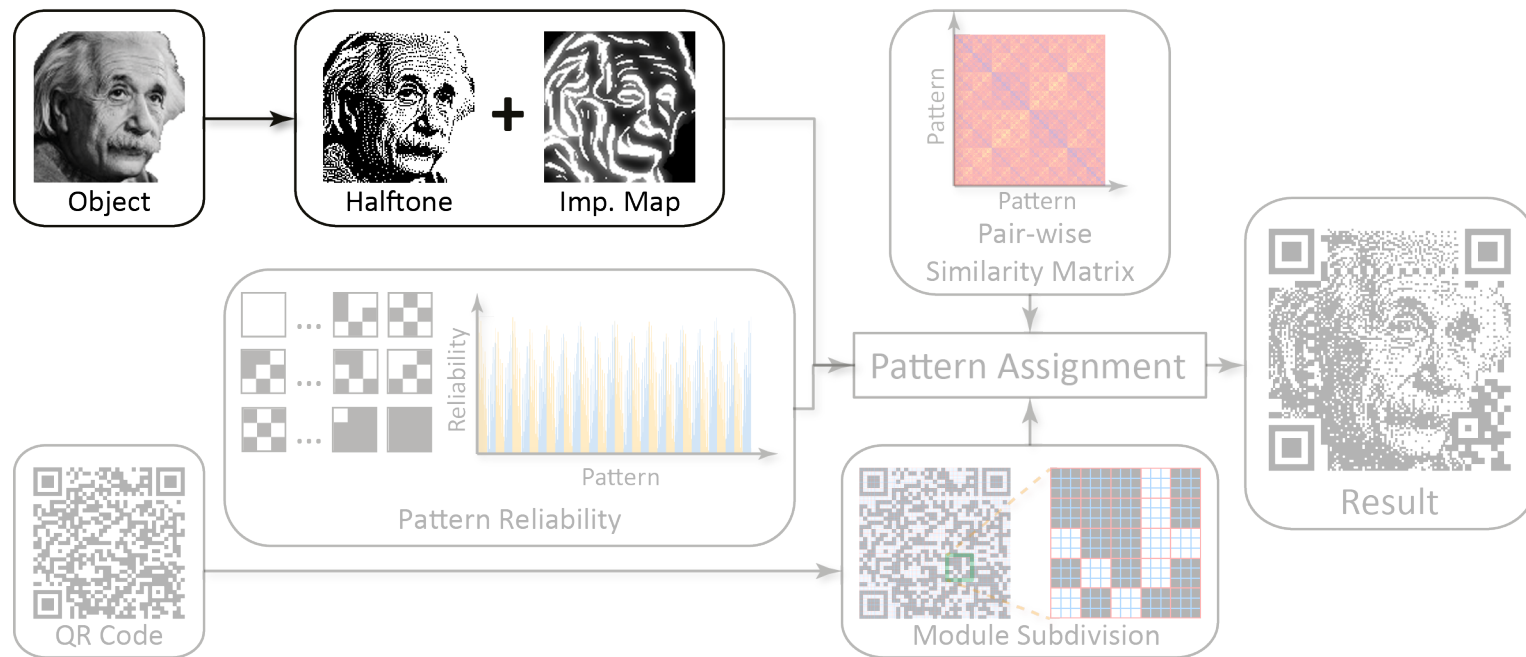 Object
Halftone
+
Imp. Map
Pattern
Pattern
Pair-wise
Similarity Matrix
...
...
...
Reliability
Pattern
Pattern Reliability
Pattern Assignment
Result
QR Code
Module Subdivision